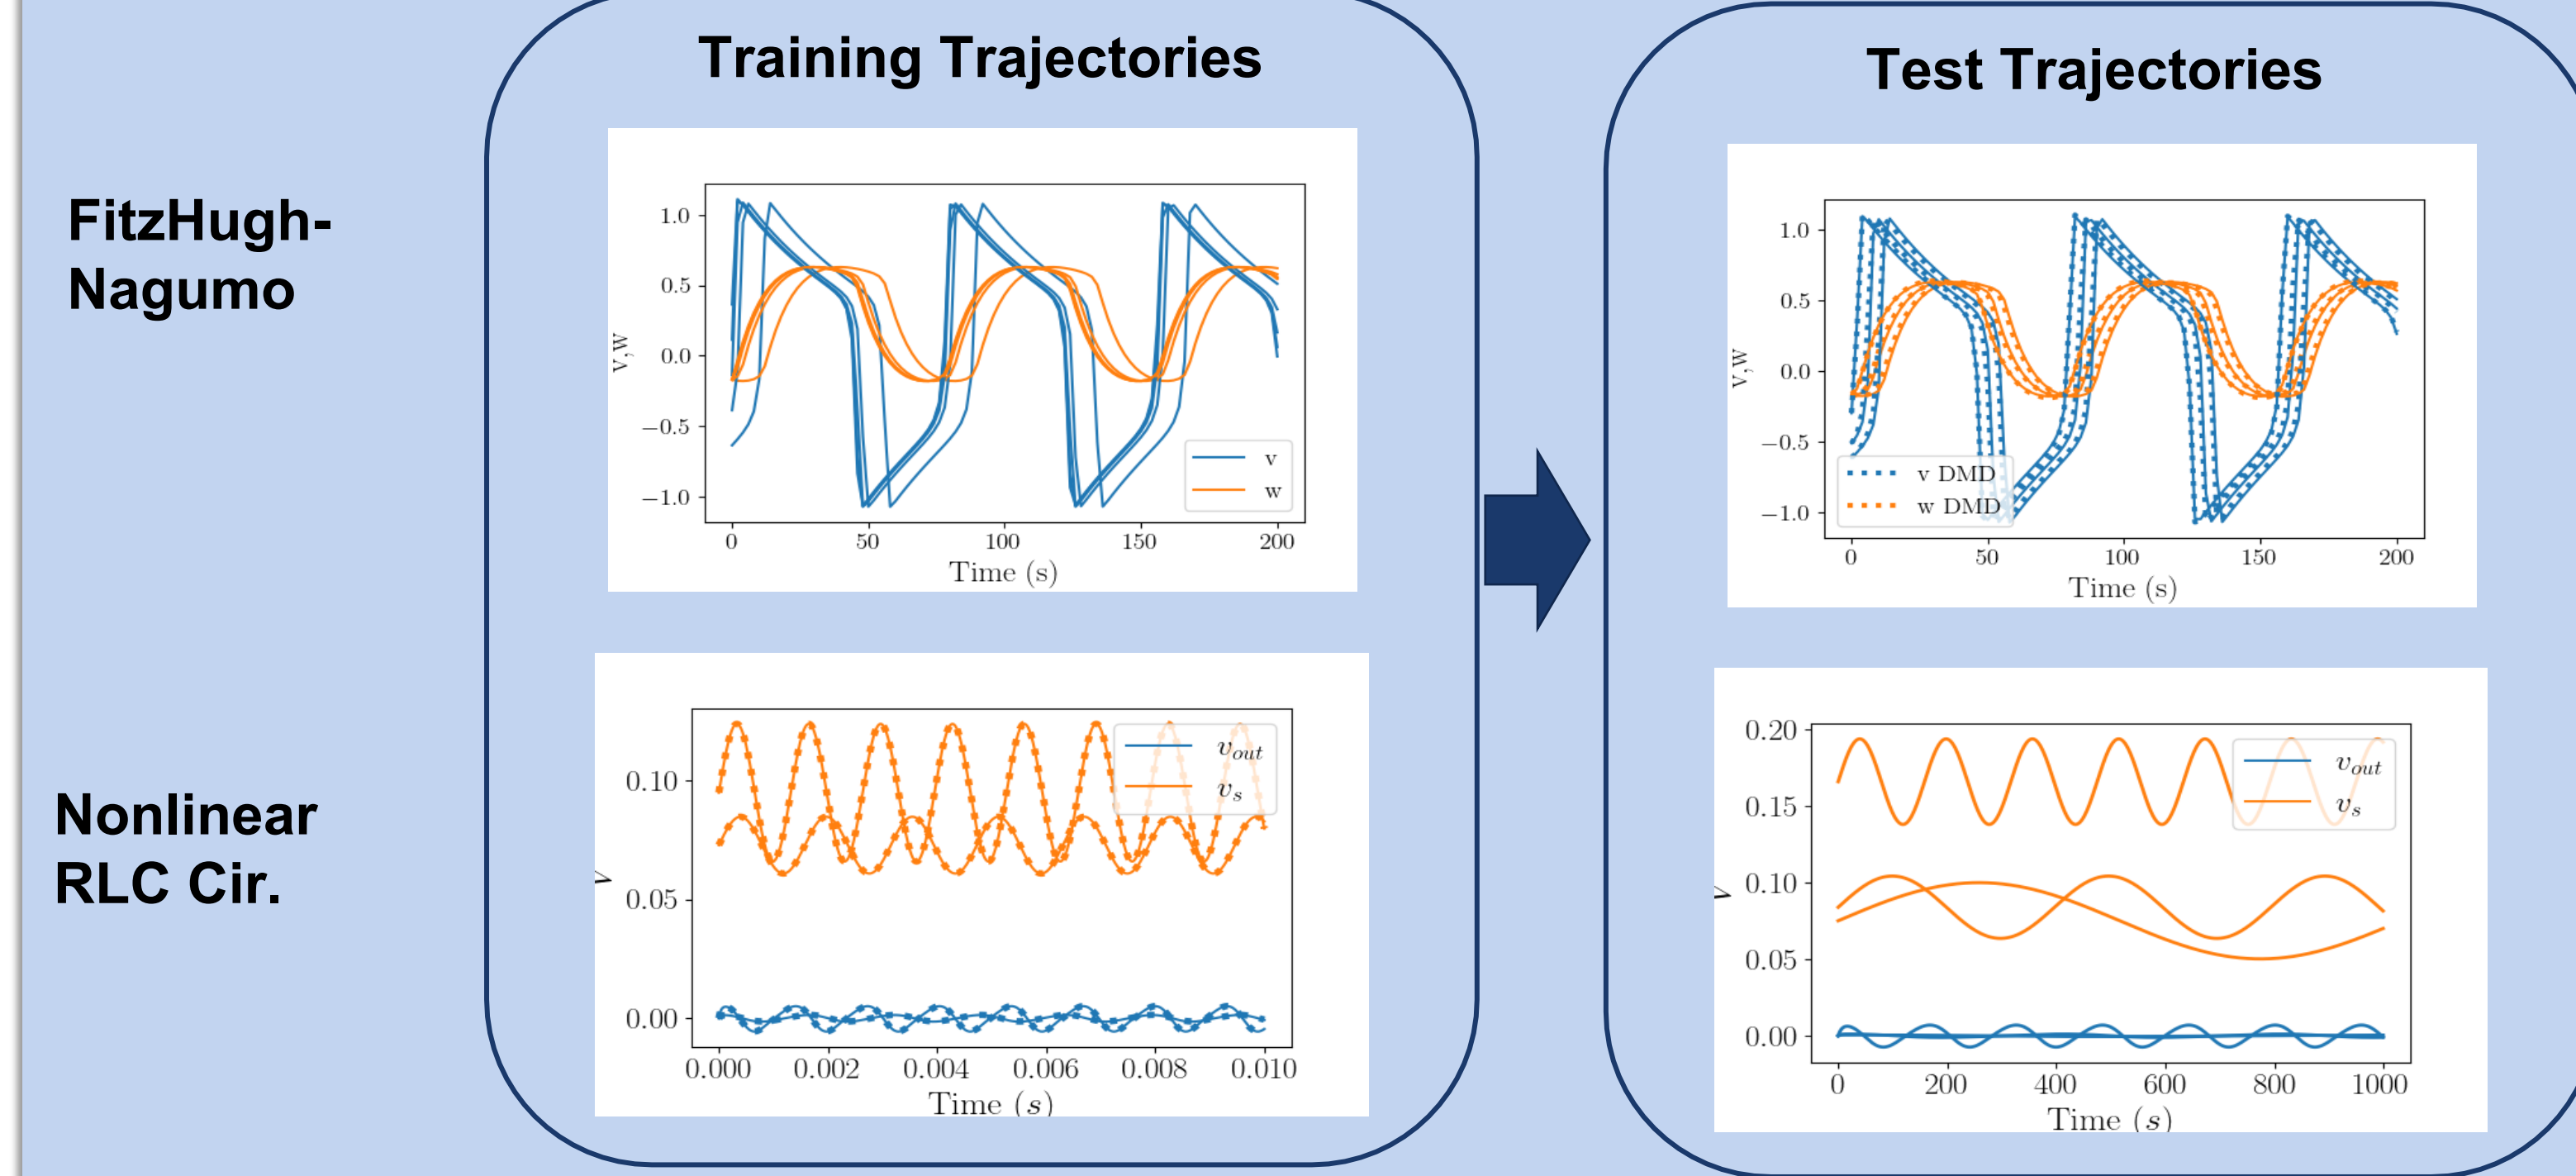 Training Trajectories
Test Trajectories
FitzHugh-
Nagumo
1.0
0.5
0.0
−0.5
−1.0
v,w
v
w
0 50 100 150 200
Time (s)
1.0
0.5
0.0
−0.5
−1.0
v,w
v DMD
w DMD
0 50 100 150 200
Time (s)
Nonlinear
RLC Cir.
0.10
0.05
0.00
v_out
v_s
0.000 0.002 0.004 0.006 0.008 0.010
Time (s)
0.20
0.15
0.10
0.05
0.00
v_out
v_s
0 200 400 600 800 1000
Time (s)